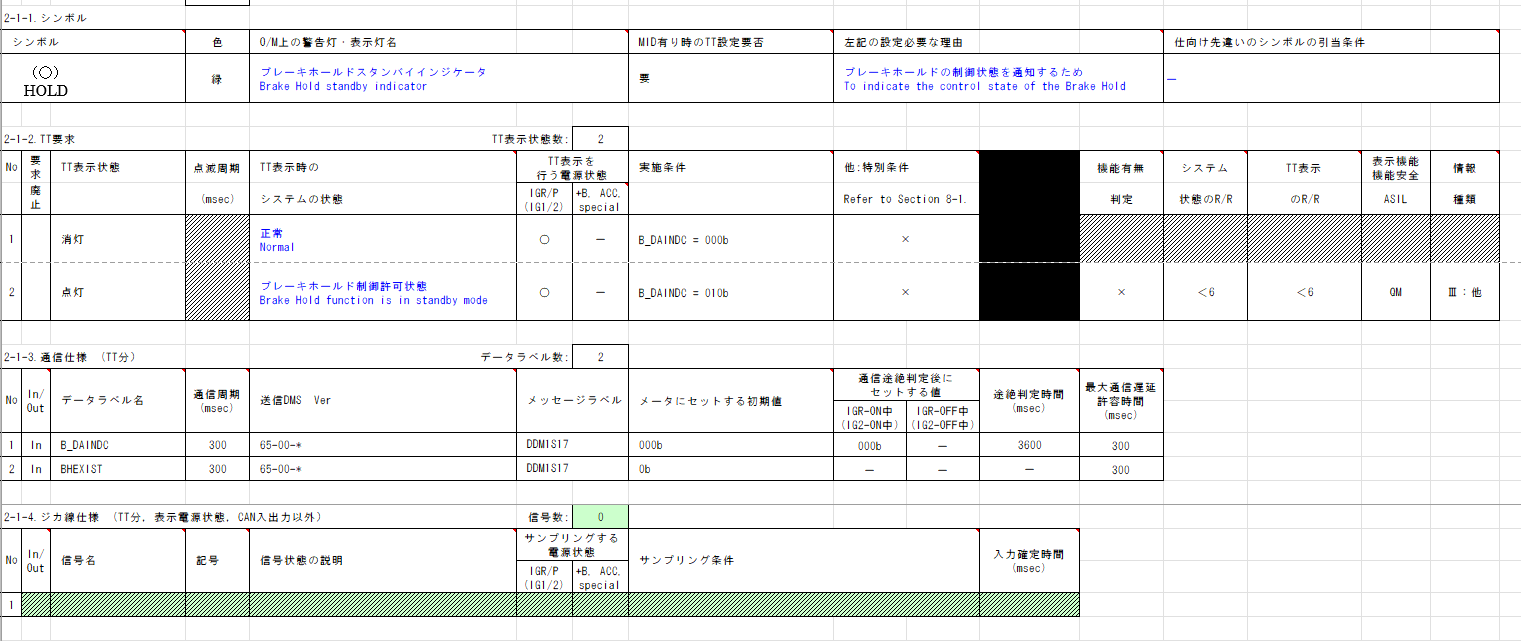 2-1-1.シンボル
シンボル 色 O/M上の警告灯・表示灯名 MID有り時のTT設定要否 左記の設定必要な理由 仕向け先違いのシンボルの引当条件
(○)
HOLD
緑
ブレーキホールドスタンバイインジケータ
Brake Hold standby indicator
要
ブレーキホールドの制御状態を通知するため
To indicate the control state of the Brake Hold
－
2-1-2.TT要求 TT表示状態数: 2
No 要求廃止 TT表示状態 点滅周期 (msec) TT表示時の システムの状態 TT表示を 行う電源状態 実施条件 他:特別条件 Refer to Section 8-1. 機能有無 判定 システム 状態のR/R TT表示 のR/R 表示機能 機能安全 ASIL 情報 種類
IGR/P (IG1/2) +B, ACC, special
1 消灯 正常 ○ － B_DAINDC = 000b ×
Normal
2 点灯 ブレーキホールド制御許可状態 ○ － B_DAINDC = 010b × × ＜6 ＜6 QM Ⅲ：他
Brake Hold function is in standby mode
2-1-3.通信仕様 （TT分） データラベル数: 2
No In/Out データラベル名 通信周期 (msec) 送信DMS Ver メッセージラベル メータにセットする初期値 通信途絶判定後に セットする値 途絶判定時間 (msec) 最大通信遅延 許容時間 (msec)
IGR-ON中 (IG2-ON中) IGR-OFF中 (IG2-OFF中)
1 In B_DAINDC 300 65-00-* DDM1S17 000b 000b － 3600 300
2 In BHEXIST 300 65-00-* DDM1S17 0b － － － 300
2-1-4.ジカ線仕様 （TT分，表示電源状態，CAN入出力以外） 信号数: 0
No In/Out 信号名 記号 信号状態の説明 サンプリングする 電源状態 サンプリング条件 入力確定時間 (msec)
IGR/P (IG1/2) +B, ACC, special
1